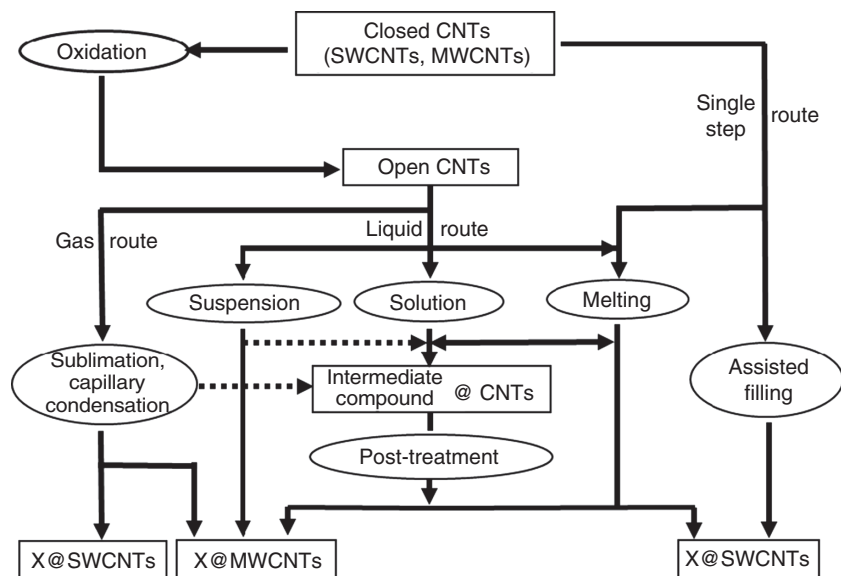 Closed CNTs
(SWCNTs, MWCNTs)
Oxidation
Single
step route
Open CNTs
Gas route
Liquid route
Suspension
Solution
Melting
Sublimation,
capillary
condensation
Intermediate
compound @ CNTs
Assisted
filling
Post-treatment
X@SWCNTs
X@MWCNTs
X@SWCNTs